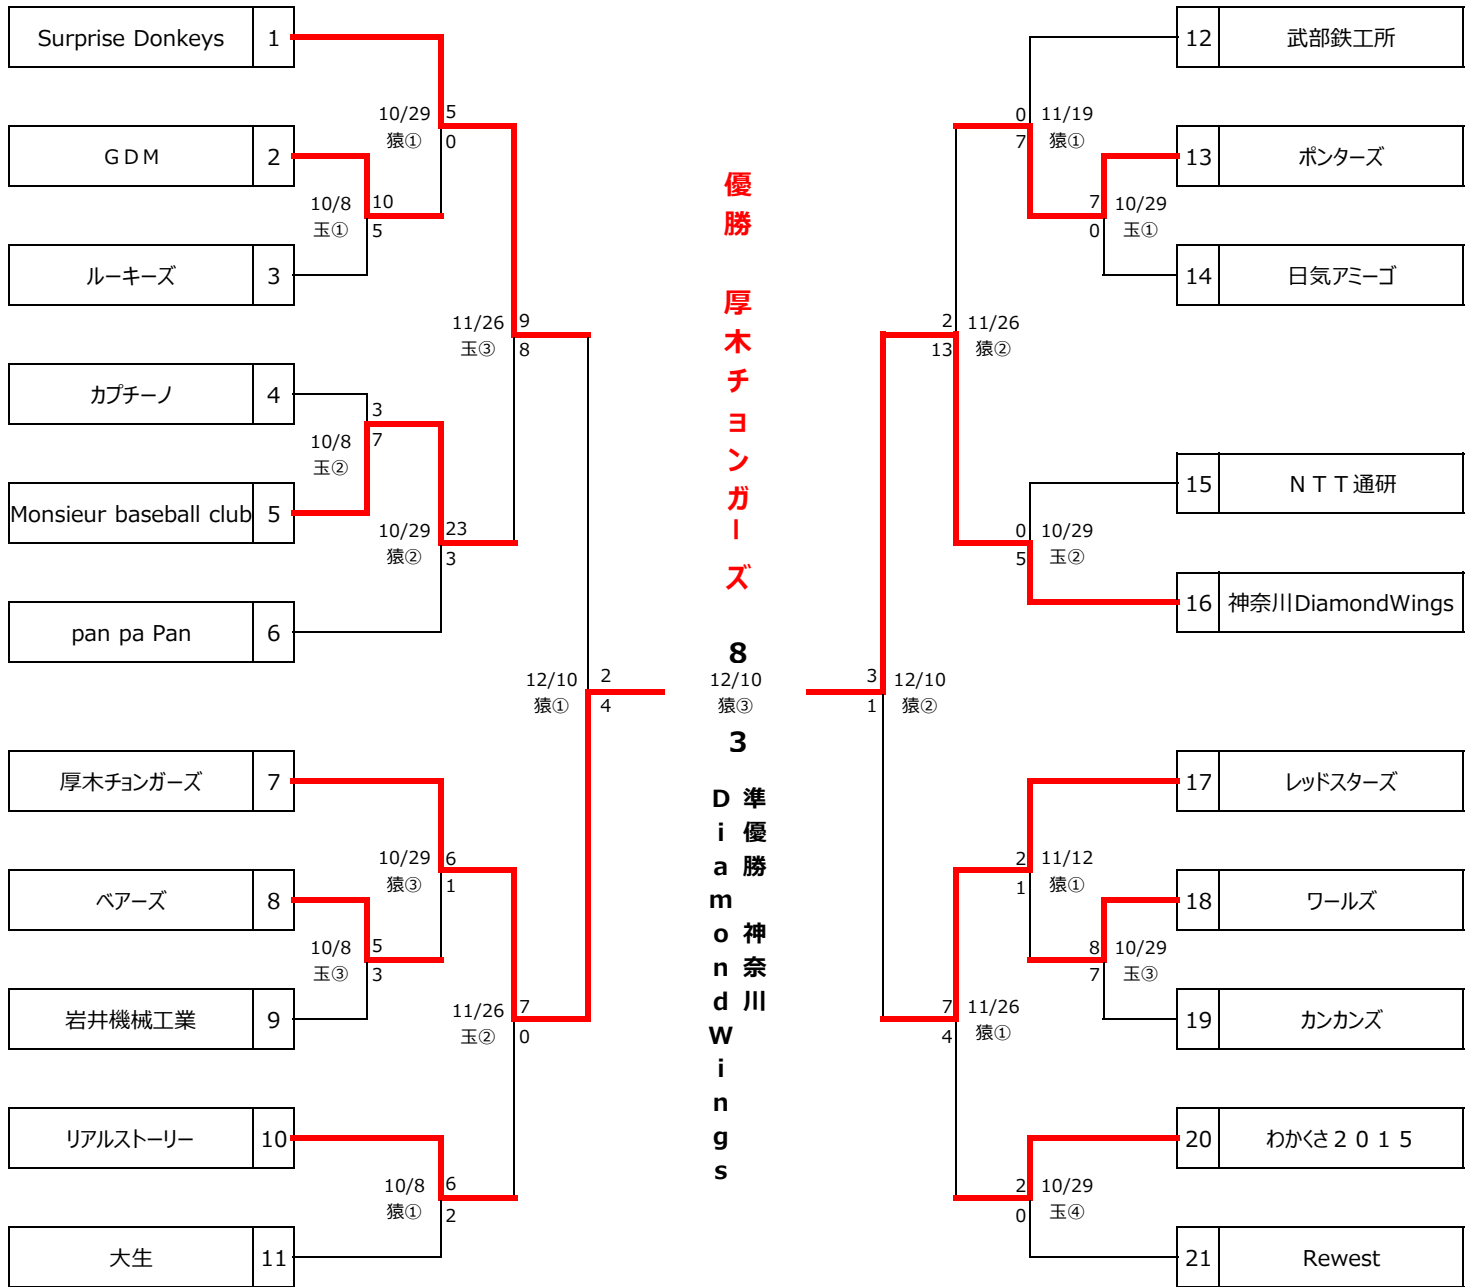 Surprise Donkeys 1
10/29 5
猿① 0
GDM 2
10/8 10
玉① 5
ルーキーズ 3
11/26 9
玉③ 8
カプチーノ 4
3
10/8 7
玉②
Monsieur baseball club 5
10/29 23
猿② 3
pan pa Pan 6
12/10 2
猿① 4
厚木チョンガーズ 7
10/29 6
猿③ 1
ベアーズ 8
10/8 5
玉③ 3
岩井機械工業 9
11/26 7
玉② 0
リアルストーリー 10
10/8 6
猿① 2
大生 11
優勝 厚木チョンガーズ
8
12/10
猿③
3
準優勝 神奈川
DiamondWings
12 武部鉄工所
0 11/19
7 猿①
13 ポンターズ
7 10/29
0 玉①
14 日気アミーゴ
2 11/26
13 猿②
15 NTT通研
0 10/29
5 玉②
16 神奈川DiamondWings
3 12/10
1 猿②
17 レッドスターズ
2 11/12
1 猿①
18 ワールズ
8 10/29
7 玉③
19 カンカンズ
7 11/26
4 猿①
20 わかくさ2015
2 10/29
0 玉④
21 Rewest